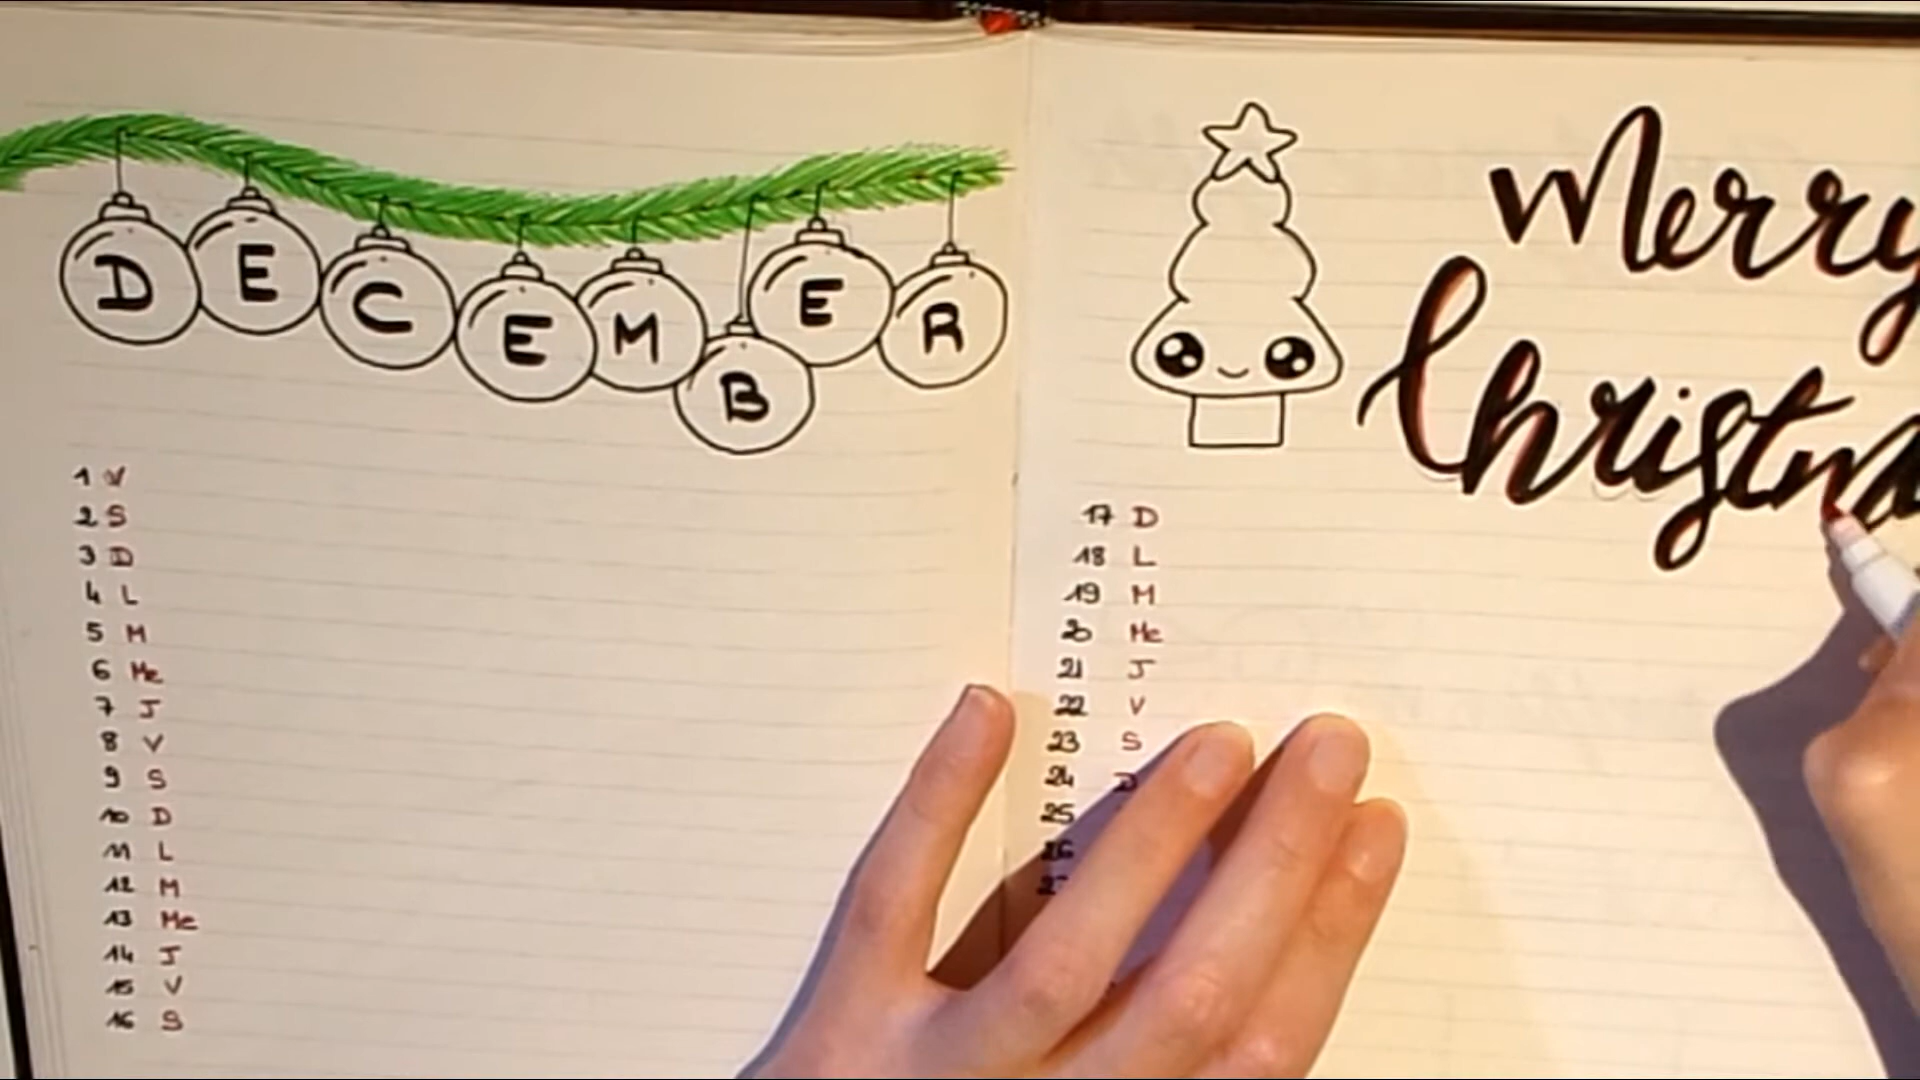 DECEMBER
1 V
2 S
3 D
4 L
5 M
6 Me
7 J
8 V
9 S
10 D
11 L
12 M
13 Me
14 J
15 V
16 S
Merry
Christma
17 D
18 L
19 M
20 Me
21 J
22 V
23 S
24 D
25
26
27